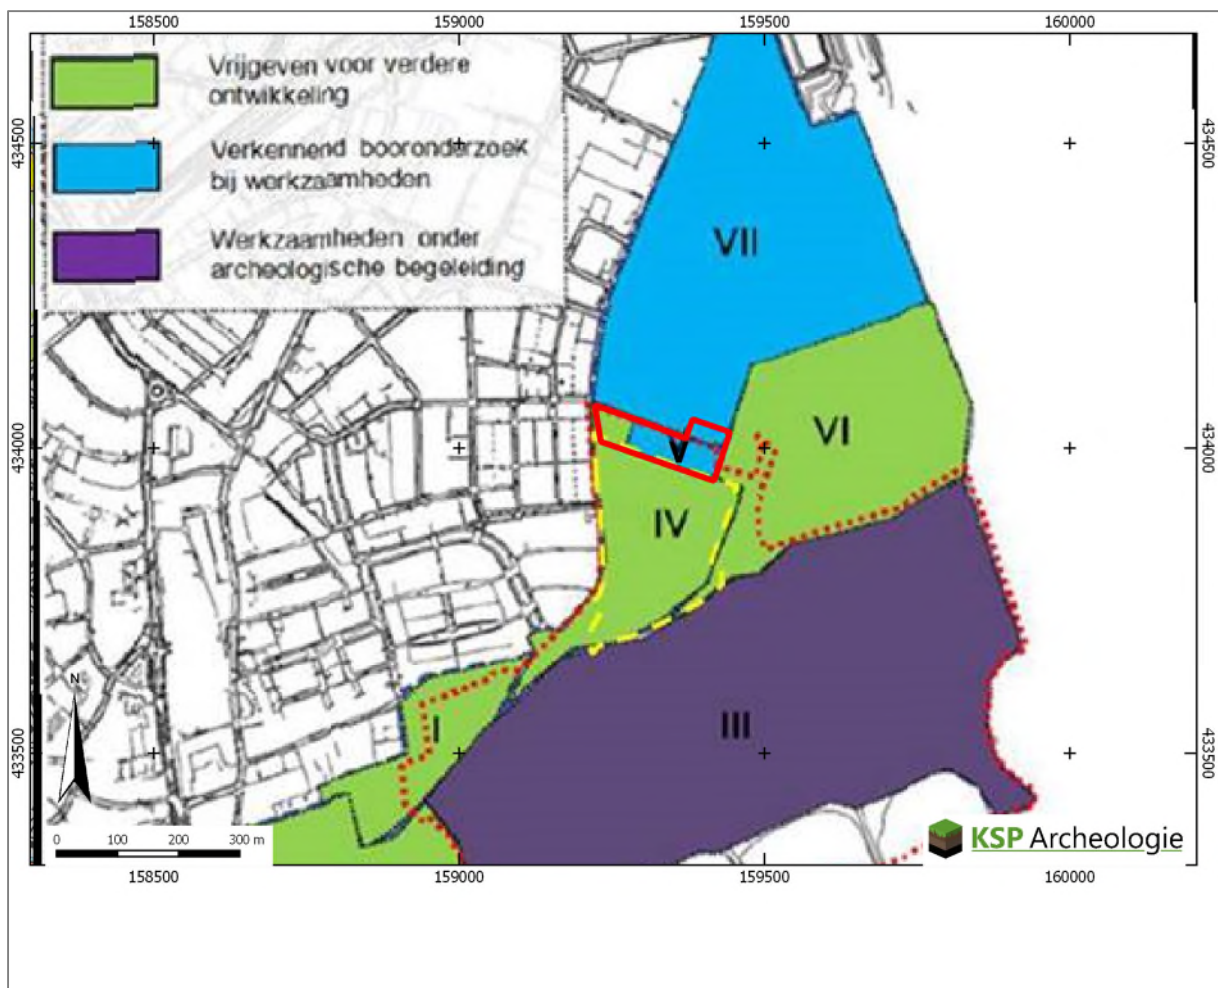 158500 159000 159500 160000
Vrijgeven voor verdere
ontwikkeling
Verkennend booronderzoek
bij werkzaamheden
Werkzaamheden onder
archeologische begeleiding
434500 434500
VII
VI
434000 434000
V
IV
III
I
433500 433500
N
0 100 200 300 m
KSP Archeologie
158500 159000 159500 160000